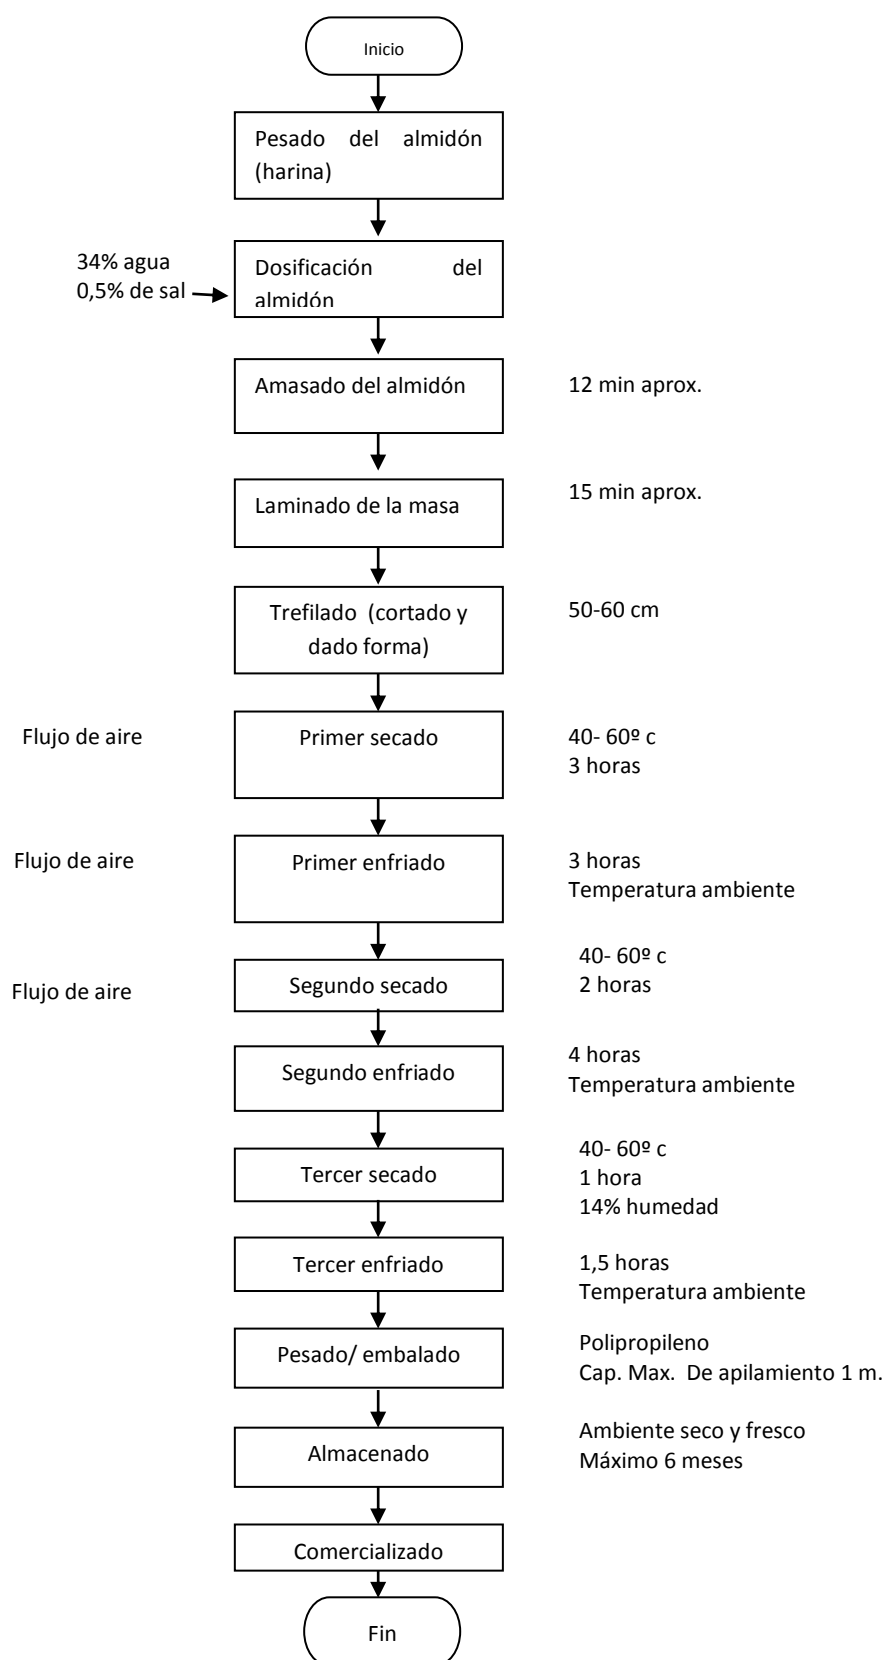 Inicio
Pesado del almidón
(harina)
34% agua
0,5% de sal
Dosificación del
almidón
Amasado del almidón
12 min aprox.
Laminado de la masa
15 min aprox.
Trefilado (cortado y
dado forma)
50-60 cm
Flujo de aire
Primer secado
40- 60º c
3 horas
Flujo de aire
Primer enfriado
3 horas
Temperatura ambiente
Flujo de aire
Segundo secado
40- 60º c
2 horas
Segundo enfriado
4 horas
Temperatura ambiente
Tercer secado
40- 60º c
1 hora
14% humedad
Tercer enfriado
1,5 horas
Temperatura ambiente
Pesado/ embalado
Polipropileno
Cap. Max. De apilamiento 1 m.
Almacenado
Ambiente seco y fresco
Máximo 6 meses
Comercializado
Fin